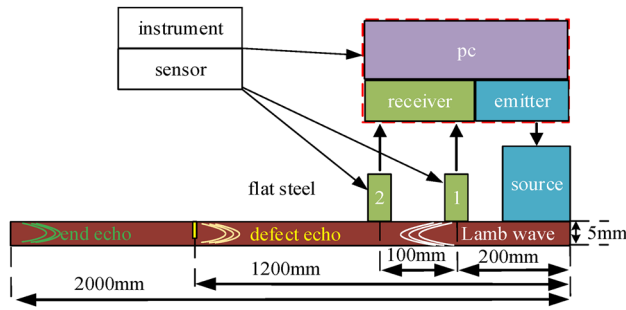 instrument
sensor
pc
receiver
emitter
source
flat steel
2
1
end echo
defect echo
Lamb wave
5mm
100mm
200mm
1200mm
2000mm